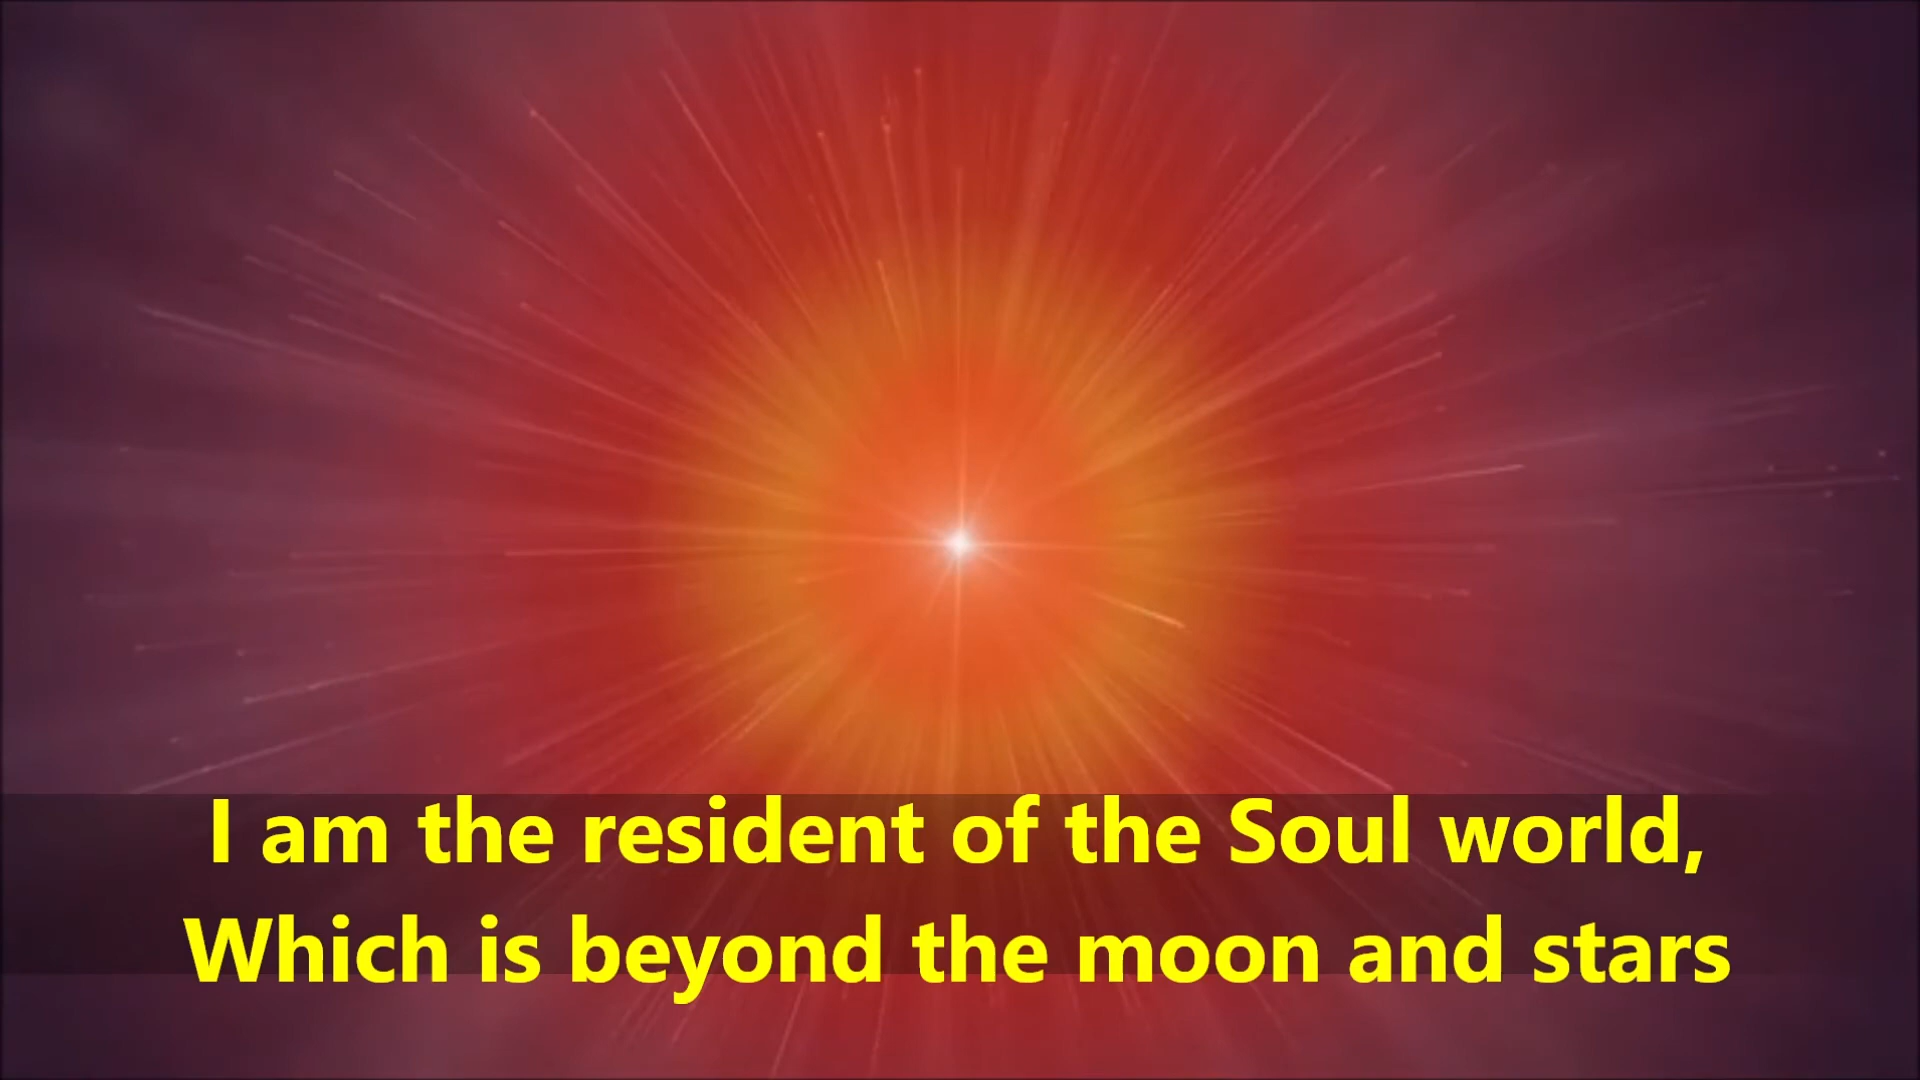 I am the resident of the Soul world,
Which is beyond the moon and stars